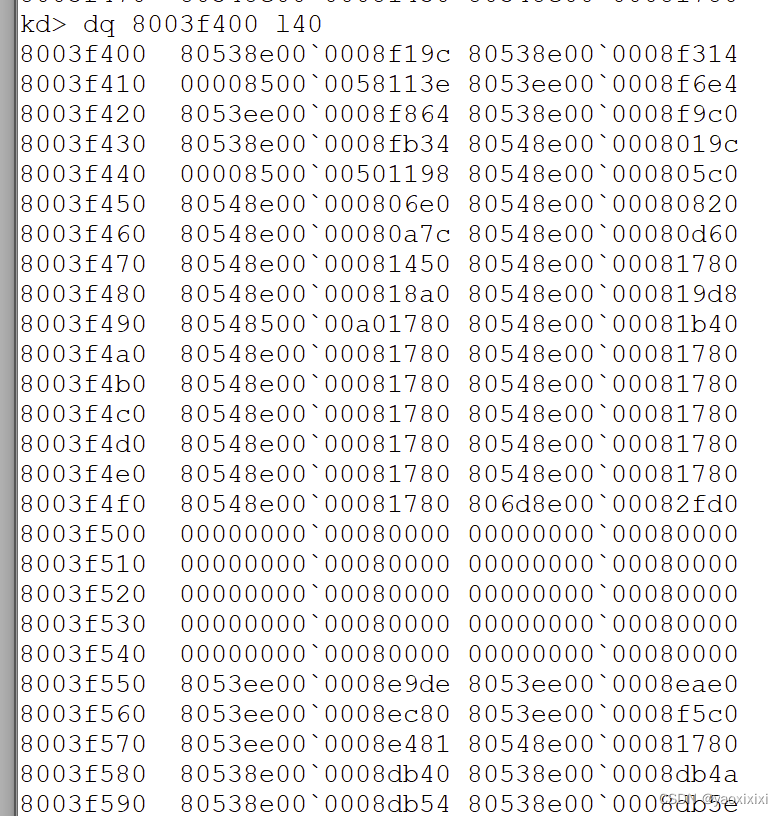 kd> dq 8003f400 l40
8003f400  80538e00`0008f19c 80538e00`0008f314
8003f410  00008500`0058113e 8053ee00`0008f6e4
8003f420  8053ee00`0008f864 80538e00`0008f9c0
8003f430  80538e00`0008fb34 80548e00`0008019c
8003f440  00008500`00501198 80548e00`000805c0
8003f450  80548e00`000806e0 80548e00`00080820
8003f460  80548e00`00080a7c 80548e00`00080d60
8003f470  80548e00`00081450 80548e00`00081780
8003f480  80548e00`000818a0 80548e00`000819d8
8003f490  80548500`00a01780 80548e00`00081b40
8003f4a0  80548e00`00081780 80548e00`00081780
8003f4b0  80548e00`00081780 80548e00`00081780
8003f4c0  80548e00`00081780 80548e00`00081780
8003f4d0  80548e00`00081780 80548e00`00081780
8003f4e0  80548e00`00081780 80548e00`00081780
8003f4f0  80548e00`00081780 806d8e00`00082fd0
8003f500  00000000`00080000 00000000`00080000
8003f510  00000000`00080000 00000000`00080000
8003f520  00000000`00080000 00000000`00080000
8003f530  00000000`00080000 00000000`00080000
8003f540  00000000`00080000 00000000`00080000
8003f550  8053ee00`0008e9de 8053ee00`0008eae0
8003f560  8053ee00`0008ec80 8053ee00`0008f5c0
8003f570  8053ee00`0008e481 80548e00`00081780
8003f580  80538e00`0008db40 80538e00`0008db4a
8003f590  80538e00`0008db54 80538e00`0008db5e
CSDN @yaoxixixi